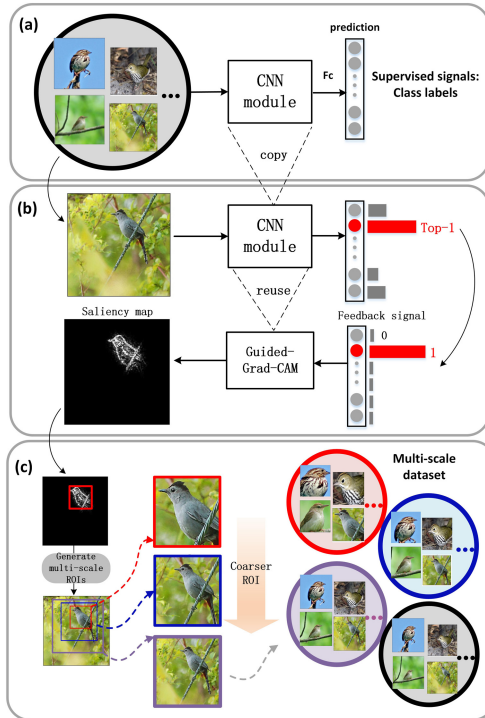 (a)
prediction
CNN
module
Fc
Supervised signals:
Class labels
copy
(b)
CNN
module
Top-1
reuse
Saliency map
Feedback signal
Guided-
Grad-CAM
0
1
(c)
Multi-scale
dataset
Generate
multi-scale
ROIs
Coarser
ROI